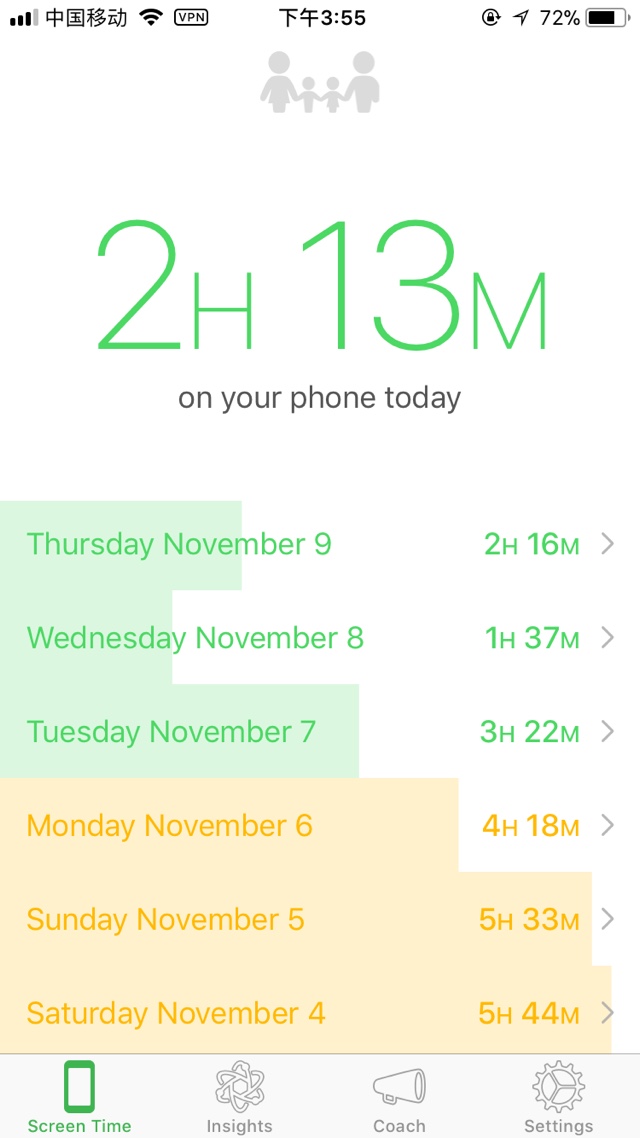 中国移动 VPN 下午3:55 72%
2H 13M
on your phone today
Thursday November 9 2H 16M
Wednesday November 8 1H 37M
Tuesday November 7 3H 22M
Monday November 6 4H 18M
Sunday November 5 5H 33M
Saturday November 4 5H 44M
Screen Time Insights Coach Settings